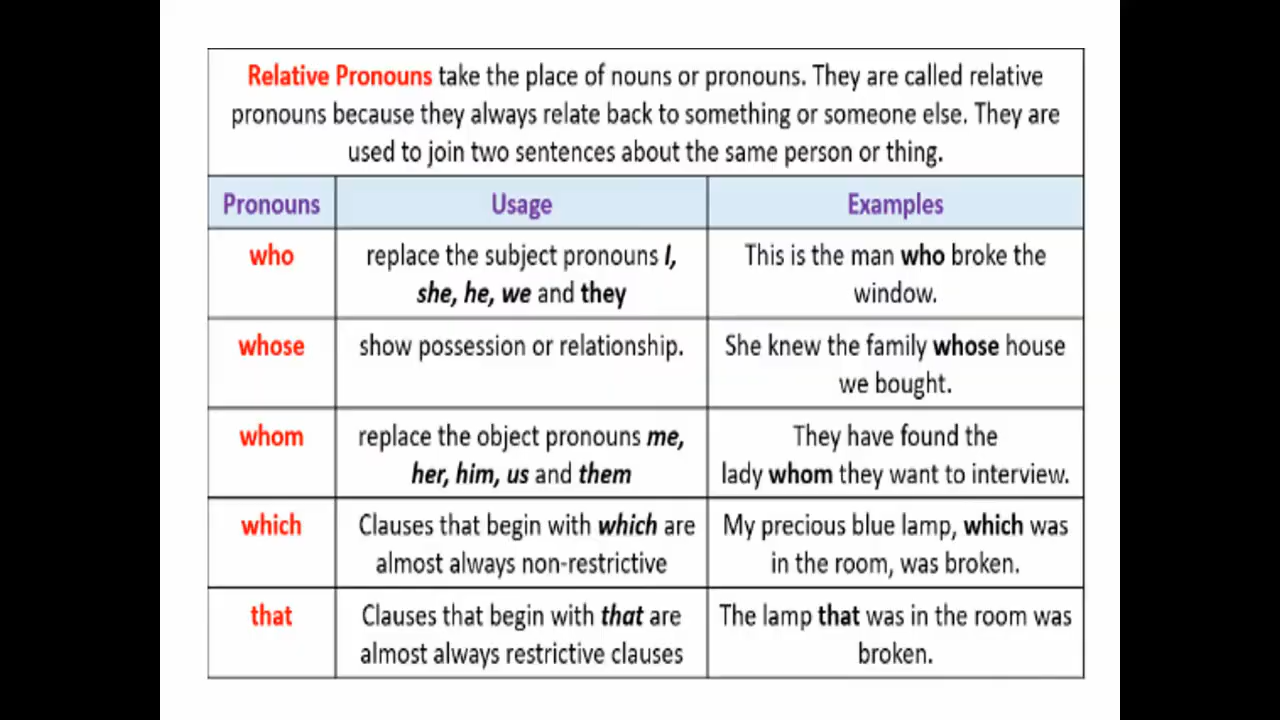 Relative Pronouns take the place of nouns or pronouns. They are called relative
pronouns because they always relate back to something or someone else. They are
used to join two sentences about the same person or thing.
Pronouns
Usage
Examples
who
replace the subject pronouns I,
she, he, we and they
This is the man who broke the
window.
whose
show possession or relationship.
She knew the family whose house
we bought.
whom
replace the object pronouns me,
her, him, us and them
They have found the
lady whom they want to interview.
which
Clauses that begin with which are
almost always non-restrictive
My precious blue lamp, which was
in the room, was broken.
that
Clauses that begin with that are
almost always restrictive clauses
The lamp that was in the room was
broken.